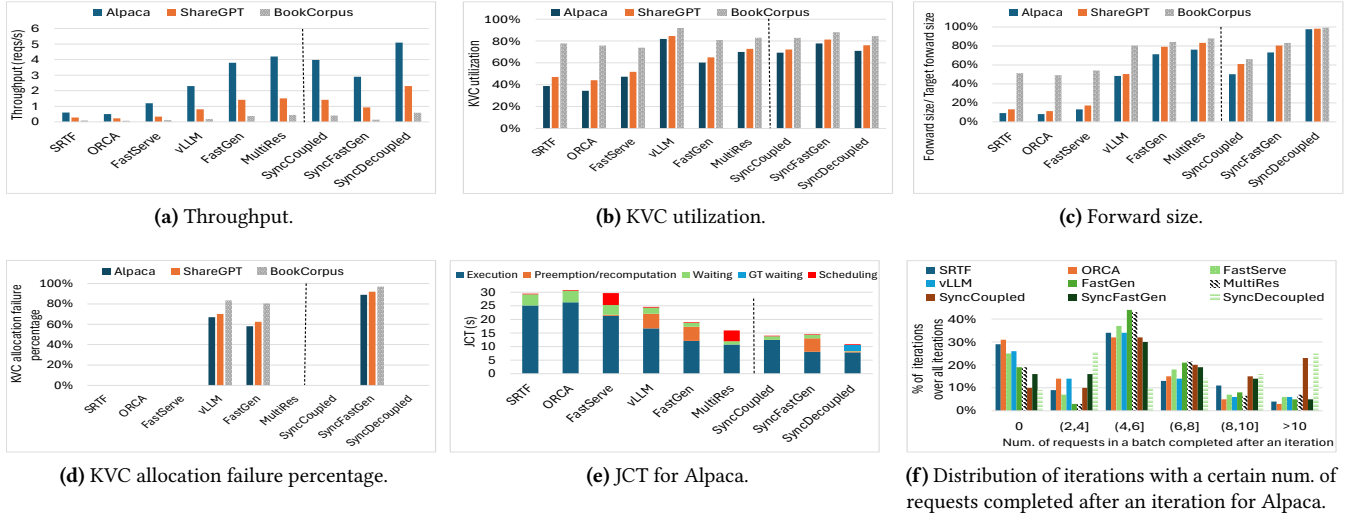 Alpaca ShareGPT BookCorpus
Throughput (reqs/s)
6
5
4
3
2
1
0
SRTF ORCA FastServe vLLM FastGen MultiRes SyncCoupled SyncFastGen SyncDecoupled
(a) Throughput.
Alpaca ShareGPT BookCorpus
KVC utilization
100%
80%
60%
40%
20%
0%
SRTF ORCA FastServe vLLM FastGen MultiRes SyncCoupled SyncFastGen SyncDecoupled
(b) KVC utilization.
Alpaca ShareGPT BookCorpus
Forward size/ Target forward size
100%
80%
60%
40%
20%
0%
SRTF ORCA FastServe vLLM FastGen MultiRes SyncCoupled SyncFastGen SyncDecoupled
(c) Forward size.
Alpaca ShareGPT BookCorpus
KVC allocation failure
percentage
100%
80%
60%
40%
20%
0%
SRTF ORCA FastServe vLLM FastGen MultiRes SyncCoupled SyncFastGen SyncDecoupled
(d) KVC allocation failure percentage.
Execution Preemption/recomputation Waiting GT waiting Scheduling
JCT (s)
30
25
20
15
10
5
0
SRTF ORCA FastServe vLLM FastGen MultiRes SyncCoupled SyncFastGen SyncDecoupled
(e) JCT for Alpaca.
SRTF ORCA FastServe
vLLM FastGen MultiRes
SyncCoupled SyncFastGen SyncDecoupled
% of iterations
over all iterations
40%
30%
20%
10%
0%
0 (2,4] (4,6] (6,8] (8,10] >10
Num. of requests in a batch completed after an iteration
(f) Distribution of iterations with a certain num. of
requests completed after an iteration for Alpaca.